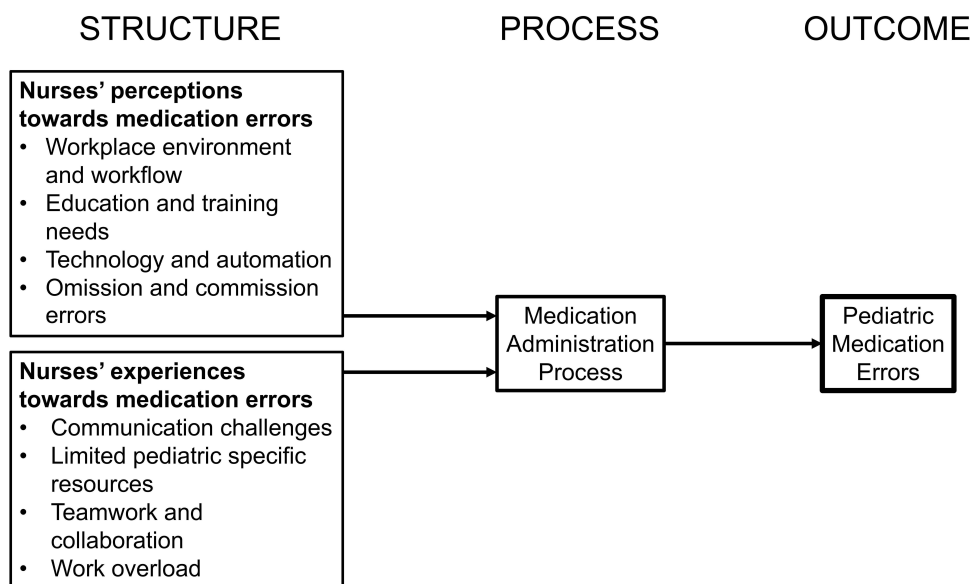 STRUCTURE PROCESS OUTCOME
Nurses’ perceptions
towards medication errors
• Workplace environment
and workflow
• Education and training
needs
• Technology and automation
• Omission and commission
errors
Nurses’ experiences
towards medication errors
• Communication challenges
• Limited pediatric specific
resources
• Teamwork and
collaboration
• Work overload
Medication
Administration
Process
Pediatric
Medication
Errors